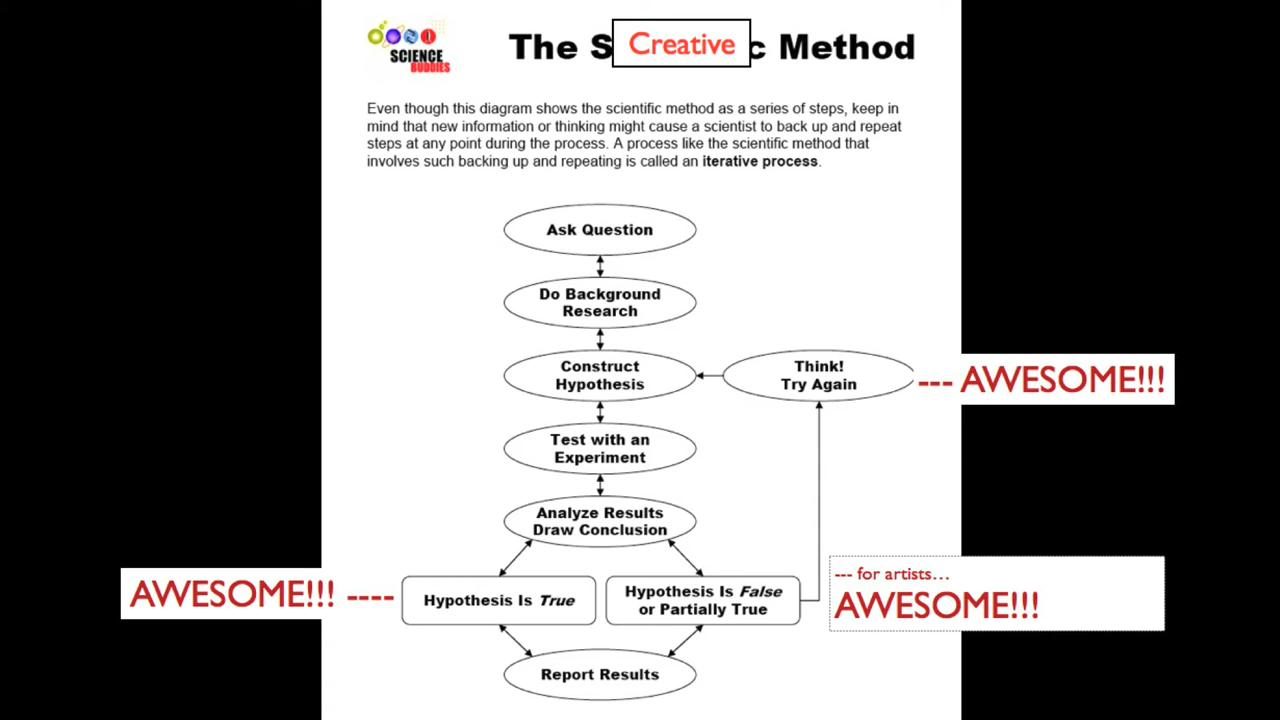 SCIENCE
BUDDIES
The S Creative c Method
Even though this diagram shows the scientific method as a series of steps, keep in
mind that new information or thinking might cause a scientist to back up and repeat
steps at any point during the process. A process like the scientific method that
involves such backing up and repeating is called an iterative process.
Ask Question
Do Background
Research
Construct
Hypothesis
Think!
Try Again
--- AWESOME!!!
Test with an
Experiment
Analyze Results
Draw Conclusion
AWESOME!!! ----
Hypothesis Is True
Hypothesis Is False
or Partially True
--- for artists...
AWESOME!!!
Report Results